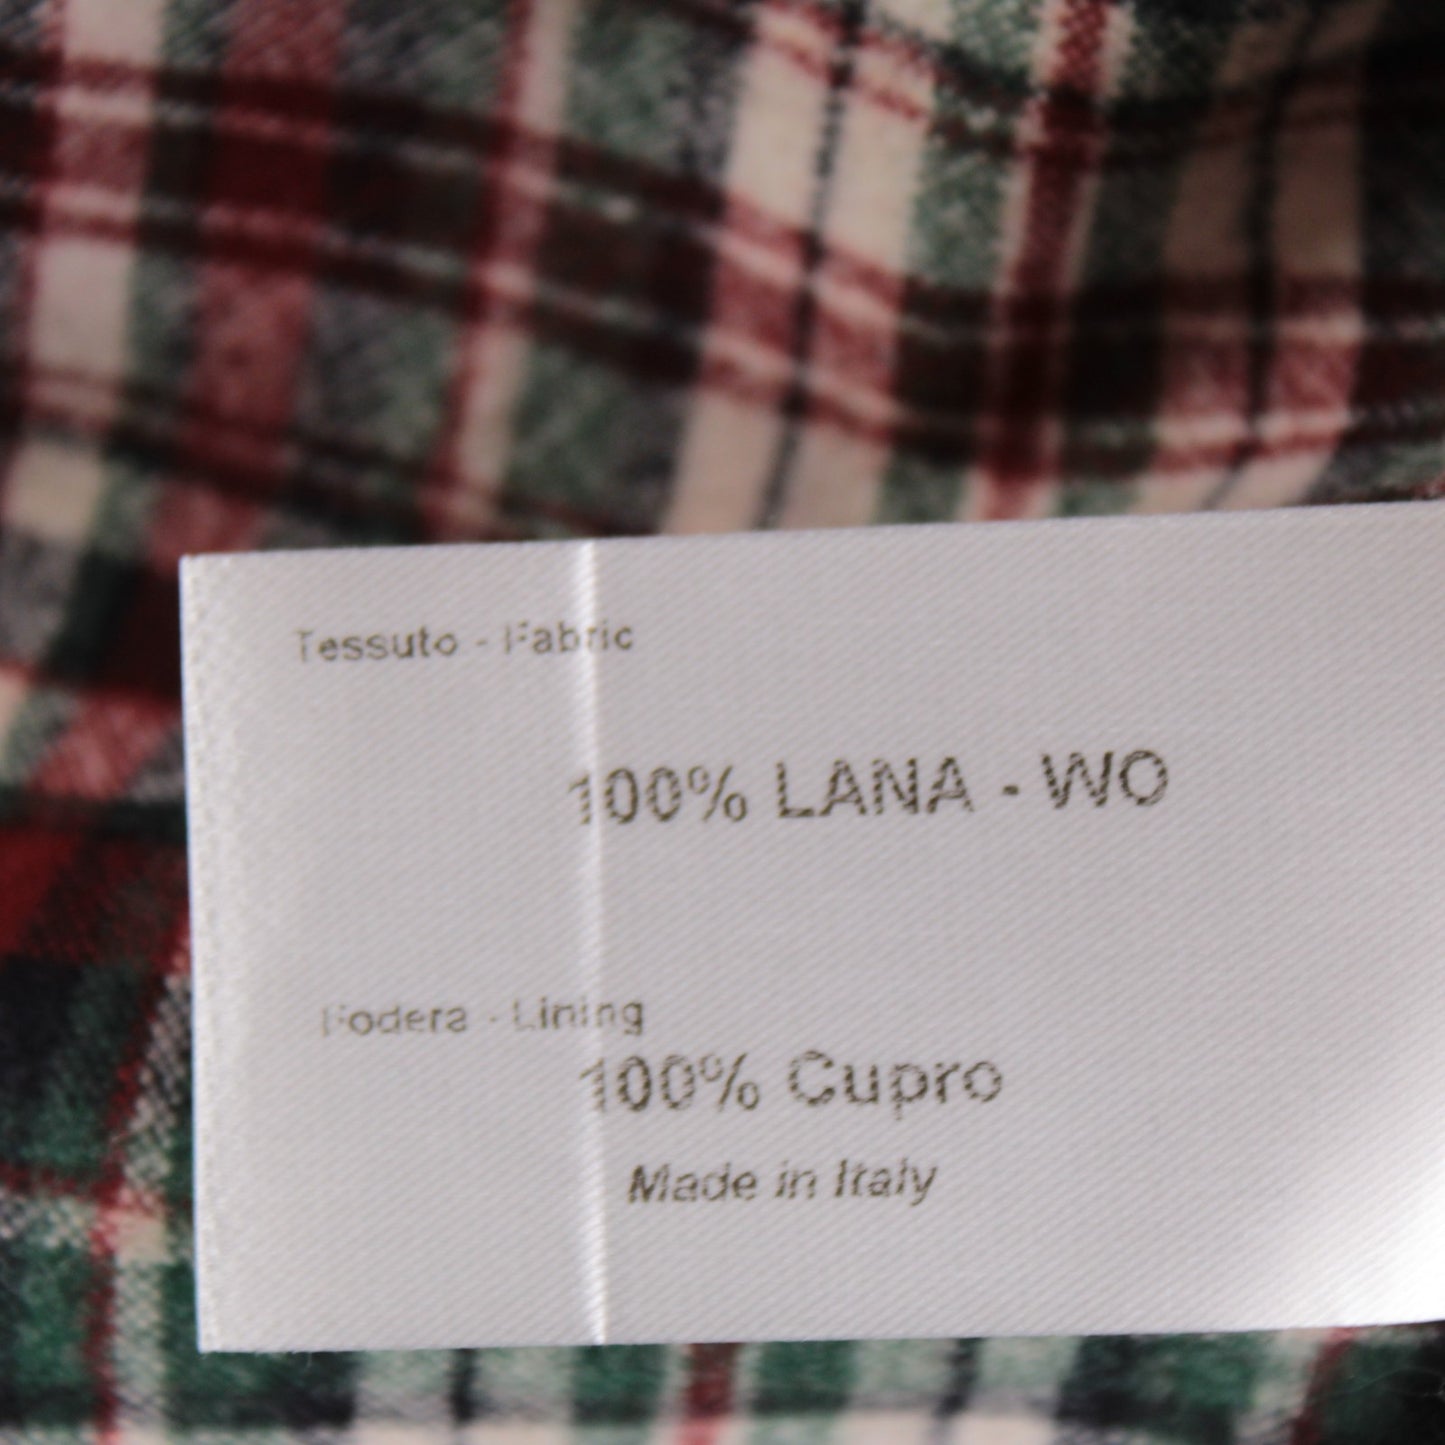 Tessuto - Fabric
100% LANA - WO
Fodera - Lining
100% Cupro
Made in Italy